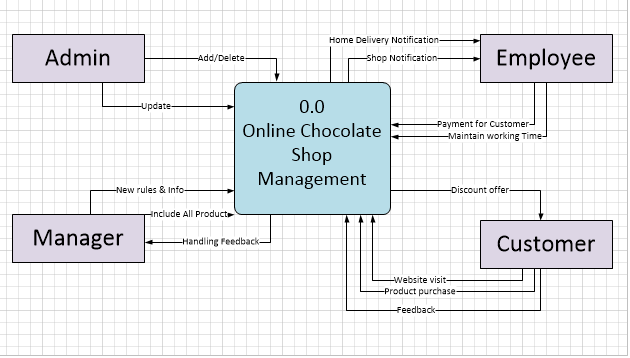 Home Delivery Notification
Admin
Add/Delete
Shop Notification
Employee
Update
0.0
Online Chocolate
Shop
Management
Payment for Customer
Maintain working Time
New rules & Info
Discount offer
Include All Product
Manager
Handling Feedback
Customer
Website visit
Product purchase
Feedback